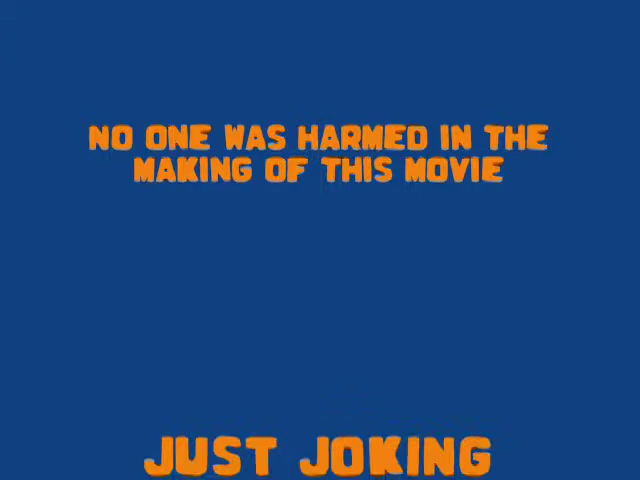 NO ONE WAS HARMED IN THE
MAKING OF THIS MOVIE
JUST JOKING